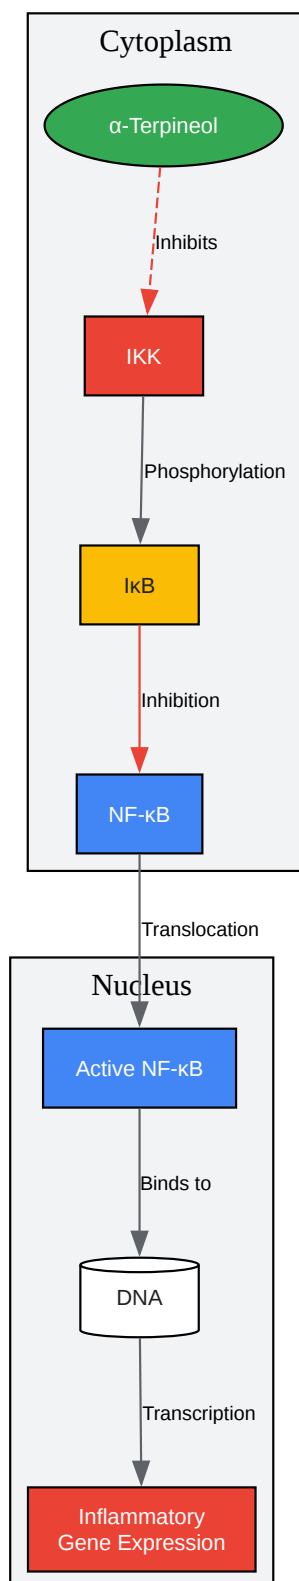 Cytoplasm
α-Terpineol
Inhibits
IKK
Phosphorylation
IκB
Inhibition
NF-κB
Translocation
Nucleus
Active NF-κB
Binds to
DNA
Transcription
Inflammatory
Gene Expression